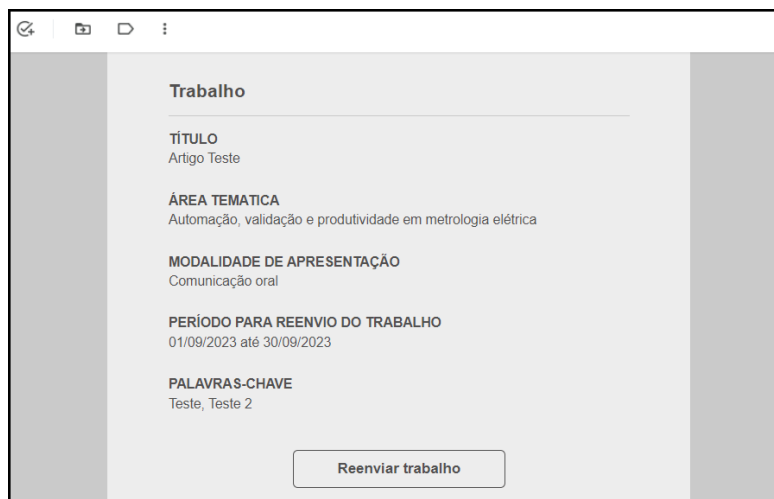 Trabalho
TÍTULO
Artigo Teste
ÁREA TEMATICA
Automação, validação e produtividade em metrologia elétrica
MODALIDADE DE APRESENTAÇÃO
Comunicação oral
PERÍODO PARA REENVIO DO TRABALHO
01/09/2023 até 30/09/2023
PALAVRAS-CHAVE
Teste, Teste 2
Reenviar trabalho